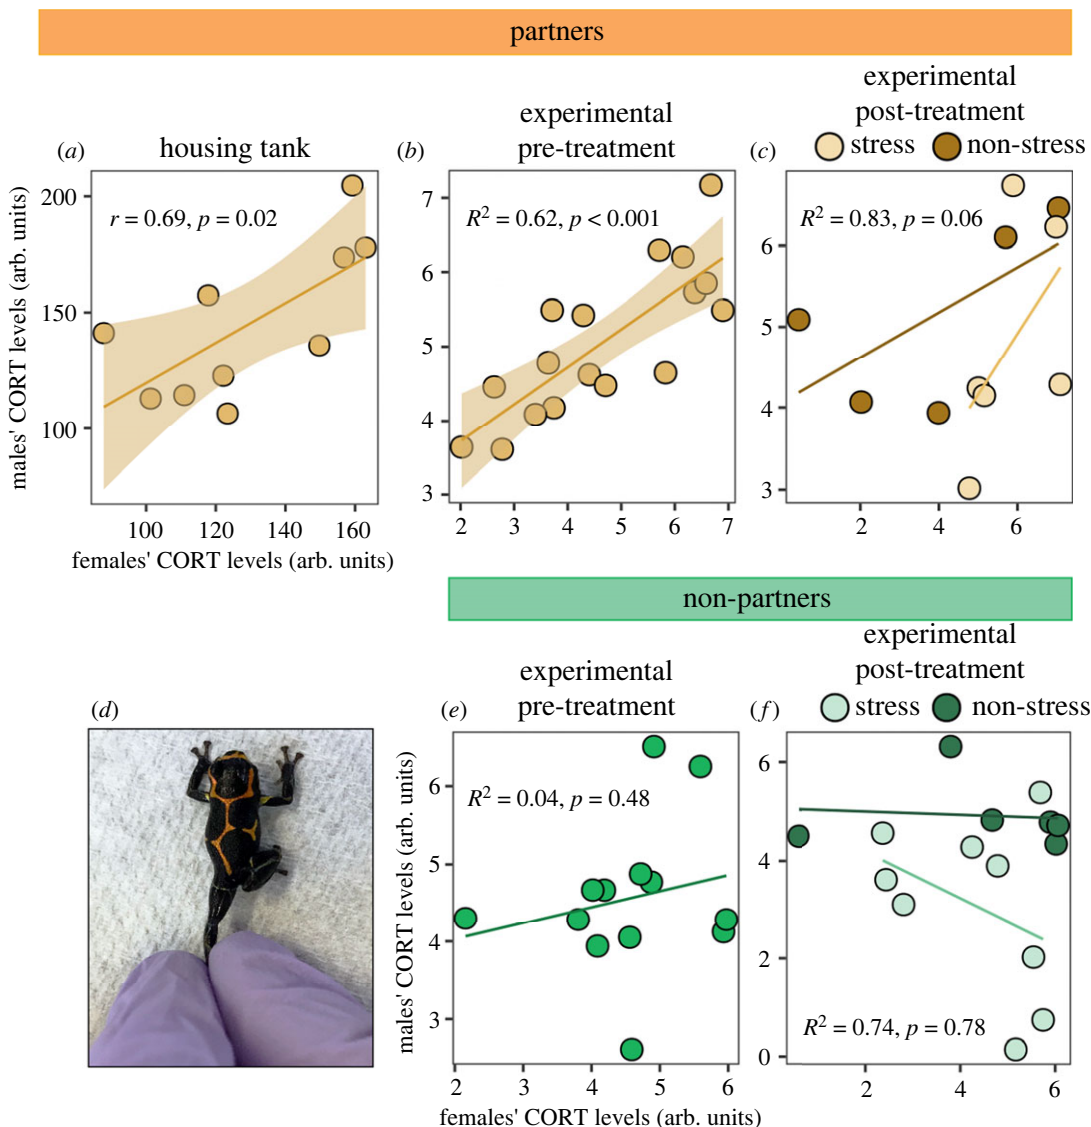 partners
(a)
housing tank
males' CORT levels (arb. units)
200
150
100
r = 0.69, p = 0.02
100 120 140 160
females' CORT levels (arb. units)
(b)
experimental
pre-treatment
7
6
5
4
3
R² = 0.62, p < 0.001
2 3 4 5 6 7
experimental
post-treatment
(c)
stress non-stress
6
5
4
3
R² = 0.83, p = 0.06
2 4 6
non-partners
(d)
experimental
pre-treatment
(e)
males' CORT levels (arb. units)
6
5
4
3
R² = 0.04, p = 0.48
2 3 4 5 6
females' CORT levels (arb. units)
experimental
post-treatment
(f)
stress non-stress
6
4
2
0
R² = 0.74, p = 0.78
2 4 6